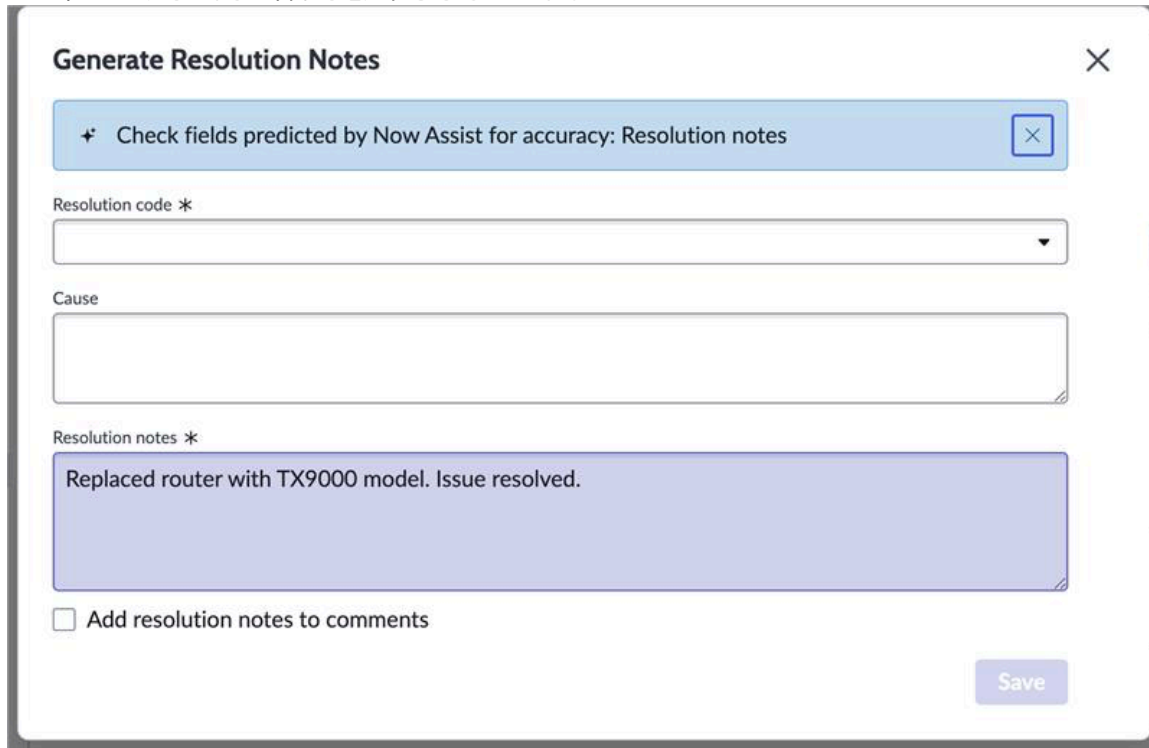 Generate Resolution Notes
Check fields predicted by Now Assist for accuracy: Resolution notes
Resolution code *
Cause
Resolution notes *
Replaced router with TX9000 model. Issue resolved.
Add resolution notes to comments
Save